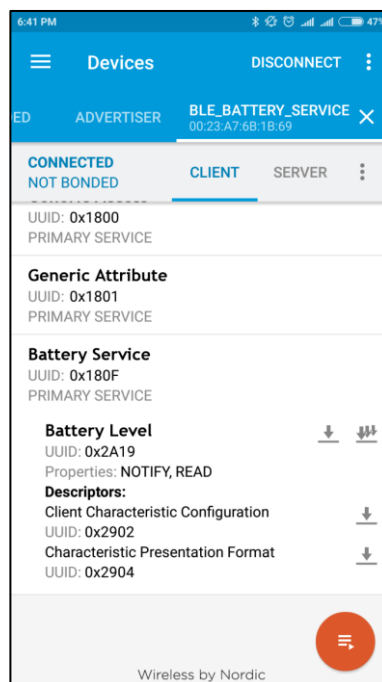 6:41 PM
47%
Devices
DISCONNECT
ED
ADVERTISER
BLE_BATTERY_SERVICE
00:23:A7:6B:1B:69
CONNECTED
NOT BONDED
CLIENT
SERVER
UUID: 0x1800
PRIMARY SERVICE
Generic Attribute
UUID: 0x1801
PRIMARY SERVICE
Battery Service
UUID: 0x180F
PRIMARY SERVICE
Battery Level
UUID: 0x2A19
Properties: NOTIFY, READ
Descriptors:
Client Characteristic Configuration
UUID: 0x2902
Characteristic Presentation Format
UUID: 0x2904
Wireless by Nordic